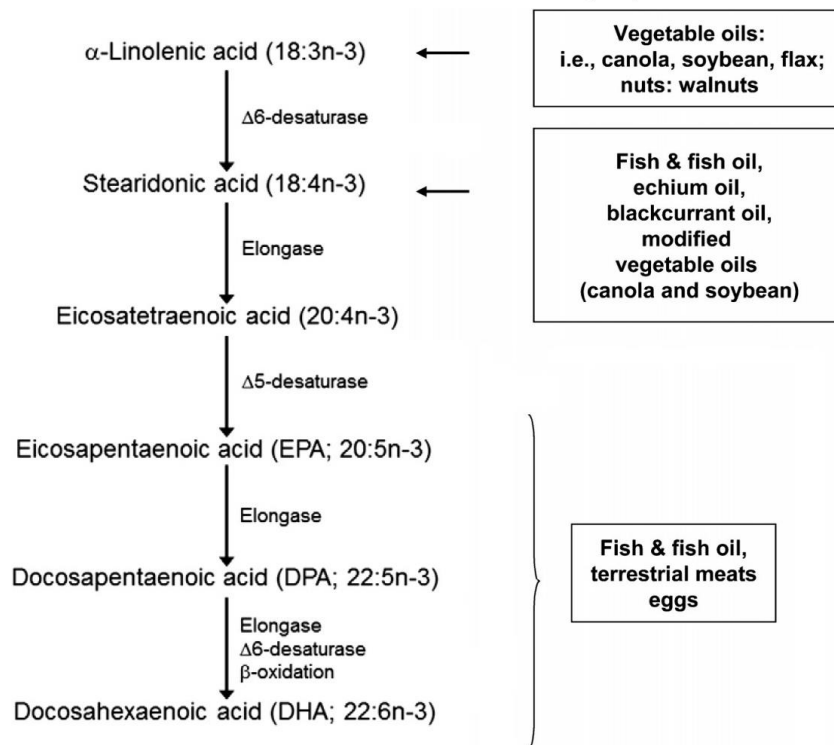 α-Linolenic acid (18:3n-3)
Vegetable oils:
i.e., canola, soybean, flax;
nuts: walnuts
Δ6-desaturase
Stearidonic acid (18:4n-3)
Fish & fish oil,
echium oil,
blackcurrant oil,
modified
vegetable oils
(canola and soybean)
Elongase
Eicosatetraenoic acid (20:4n-3)
Δ5-desaturase
Eicosapentaenoic acid (EPA; 20:5n-3)
Elongase
Fish & fish oil,
terrestrial meats
eggs
Docosapentaenoic acid (DPA; 22:5n-3)
Elongase
Δ6-desaturase
β-oxidation
Docosahexaenoic acid (DHA; 22:6n-3)